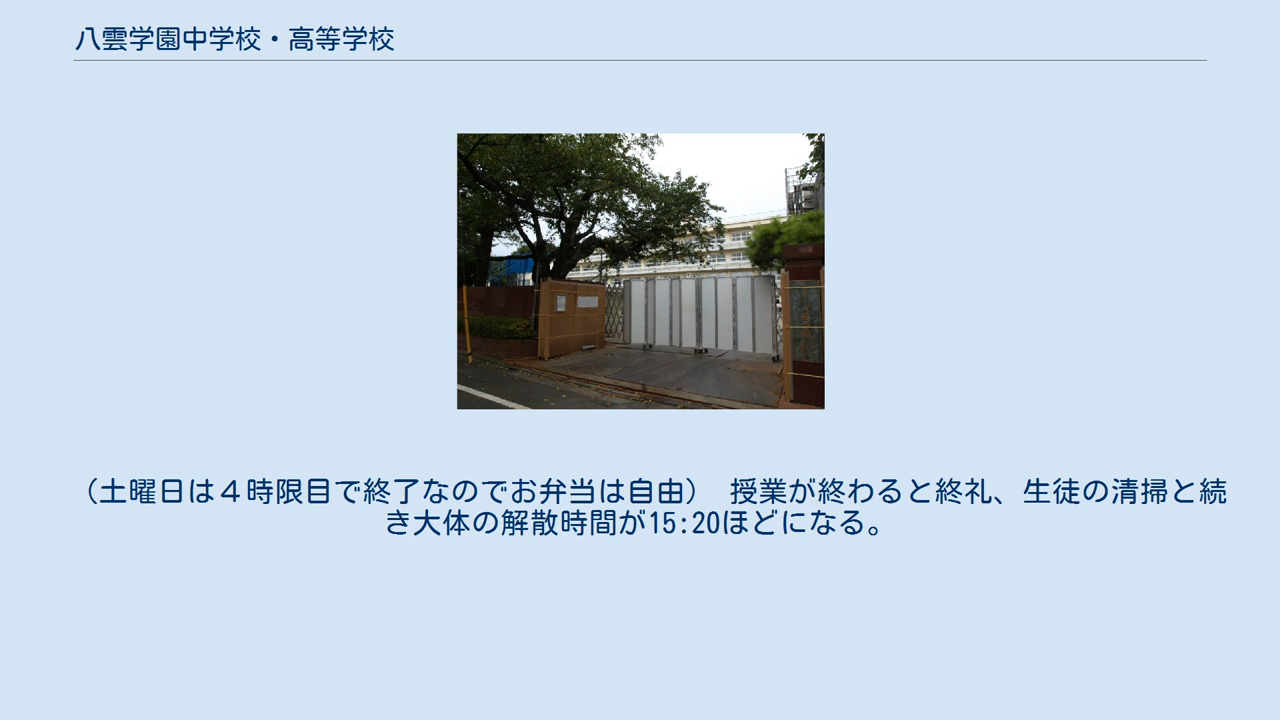 八雲学園中学校・高等学校
（土曜日は４時限目で終了なのでお弁当は自由）　授業が終わると終礼、生徒の清掃と続
き大体の解散時間が15:20ほどになる。